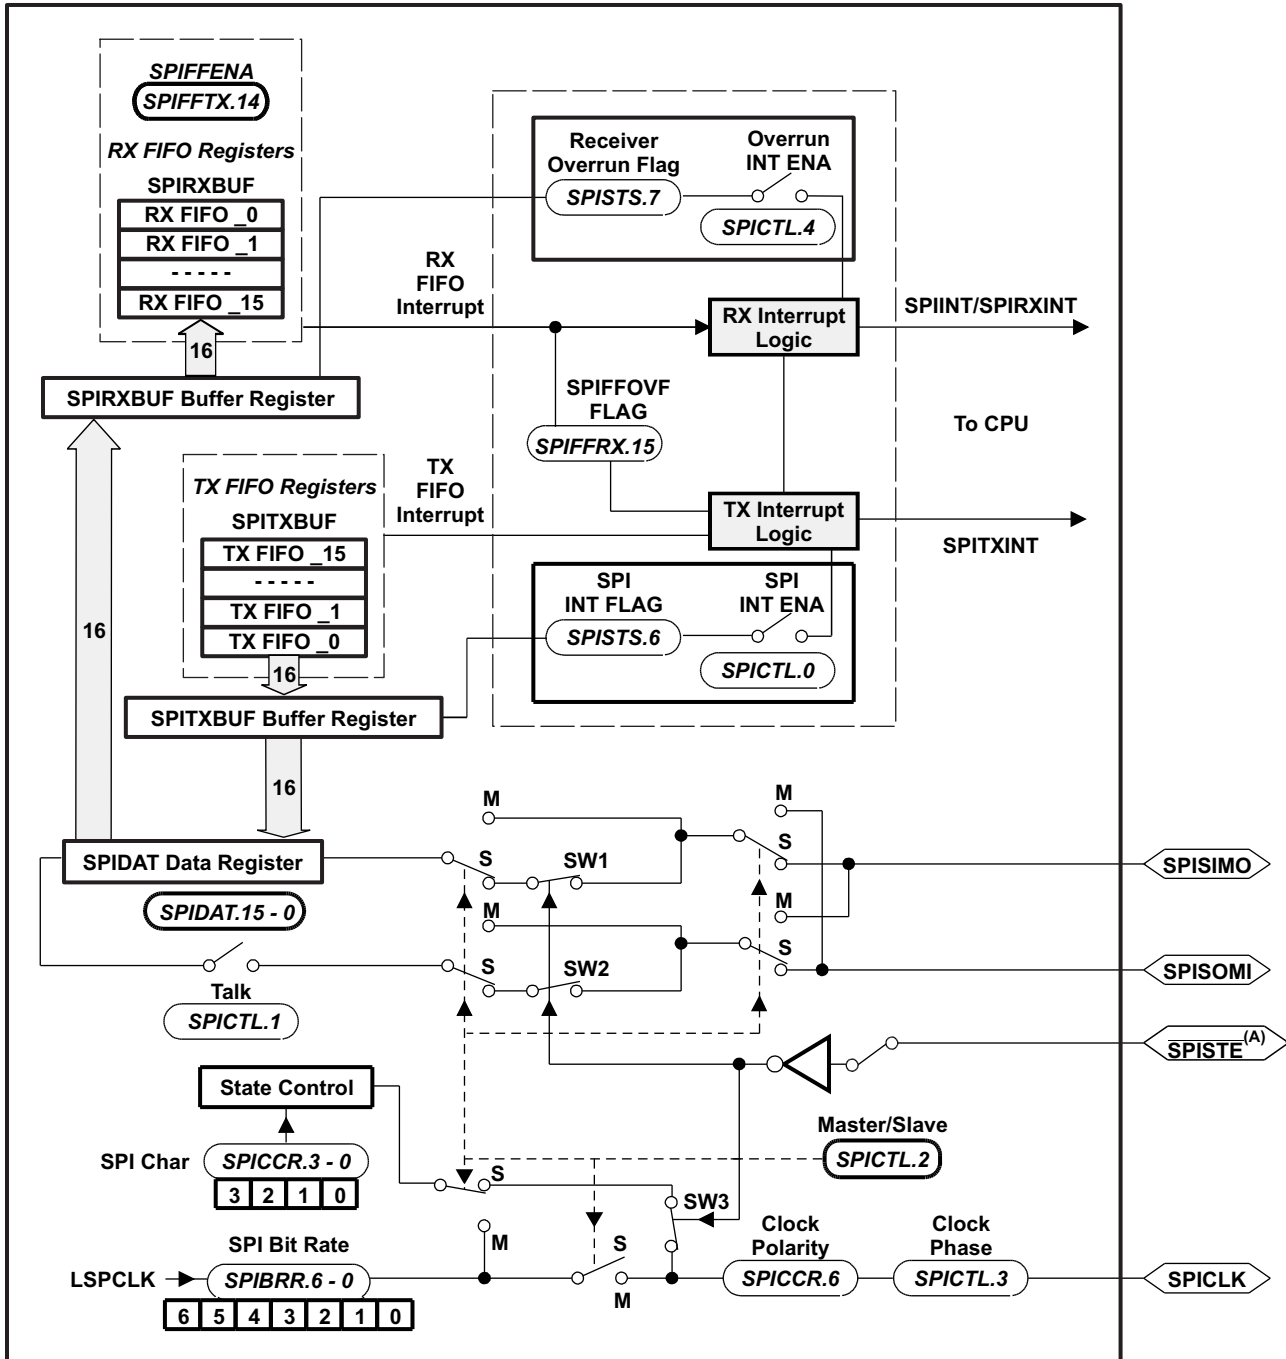 SPIFFENA
SPIFFTX.14
RX FIFO Registers
SPIRXBUF
RX FIFO _0
RX FIFO _1
- - - - -
RX FIFO _15
16
SPIRXBUF Buffer Register
Receiver
Overrun Flag
SPISTS.7
Overrun
INT ENA
SPICTL.4
RX
FIFO
Interrupt
RX Interrupt
Logic
SPIINT/SPIRXINT
SPIFFOVF
FLAG
SPIFFRX.15
To CPU
TX FIFO Registers
SPITXBUF
TX FIFO _15
- - - - -
TX FIFO _1
TX FIFO _0
16
16
TX
FIFO
Interrupt
TX Interrupt
Logic
SPITXINT
SPI
INT FLAG
SPISTS.6
SPI
INT ENA
SPICTL.0
SPITXBUF Buffer Register
16
SPIDAT Data Register
SPIDAT.15 - 0
M
S
SW1
M
S
SPISIMO
M
S
SW2
M
S
SPISOMI
Talk
SPICTL.1
SPISTE(A)
State Control
Master/Slave
SPICTL.2
SPI Char
SPICCR.3 - 0
3 2 1 0
S
M
SW3
SPI Bit Rate
LSPCLK
SPIBRR.6 - 0
6 5 4 3 2 1 0
S
M
Clock
Polarity
SPICCR.6
Clock
Phase
SPICTL.3
SPICLK